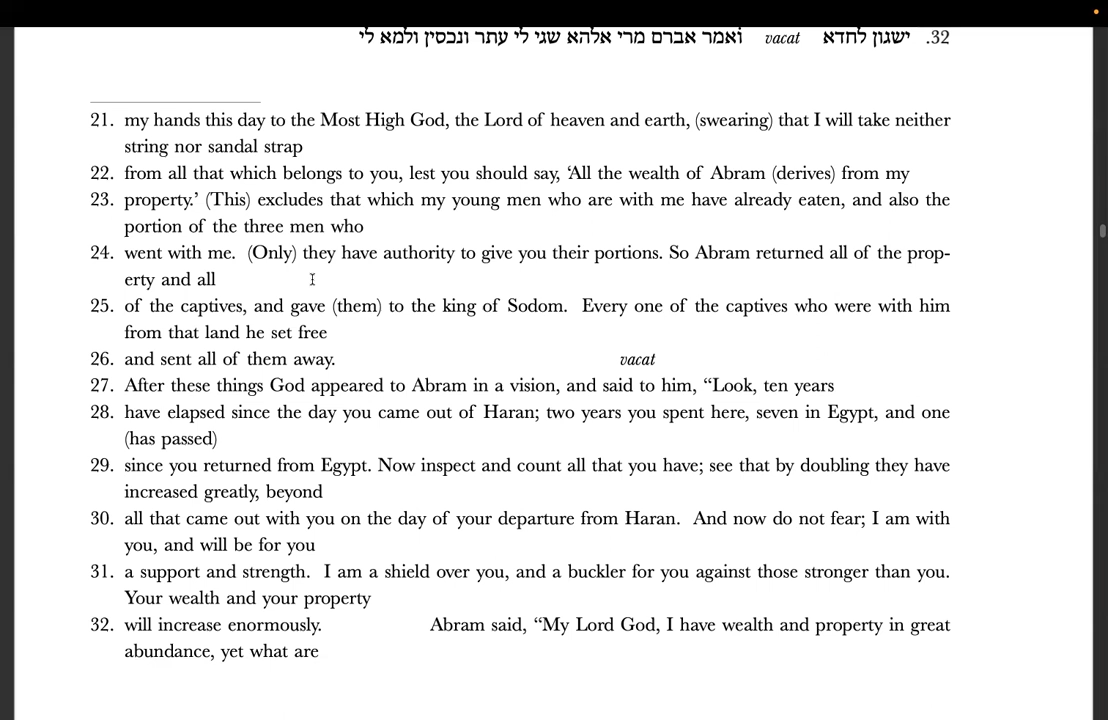 32. ישגון לחדא vacat ואמר אברם מרי אלהא שגי לי עתר ונכסין ולמא לי
21. my hands this day to the Most High God, the Lord of heaven and earth, (swearing) that I will take neither
string nor sandal strap
22. from all that which belongs to you, lest you should say, ‘All the wealth of Abram (derives) from my
23. property.’ (This) excludes that which my young men who are with me have already eaten, and also the
portion of the three men who
24. went with me. (Only) they have authority to give you their portions. So Abram returned all of the prop-
erty and all
25. of the captives, and gave (them) to the king of Sodom. Every one of the captives who were with him
from that land he set free
26. and sent all of them away. vacat
27. After these things God appeared to Abram in a vision, and said to him, “Look, ten years
28. have elapsed since the day you came out of Haran; two years you spent here, seven in Egypt, and one
(has passed)
29. since you returned from Egypt. Now inspect and count all that you have; see that by doubling they have
increased greatly, beyond
30. all that came out with you on the day of your departure from Haran. And now do not fear; I am with
you, and will be for you
31. a support and strength. I am a shield over you, and a buckler for you against those stronger than you.
Your wealth and your property
32. will increase enormously. Abram said, “My Lord God, I have wealth and property in great
abundance, yet what are